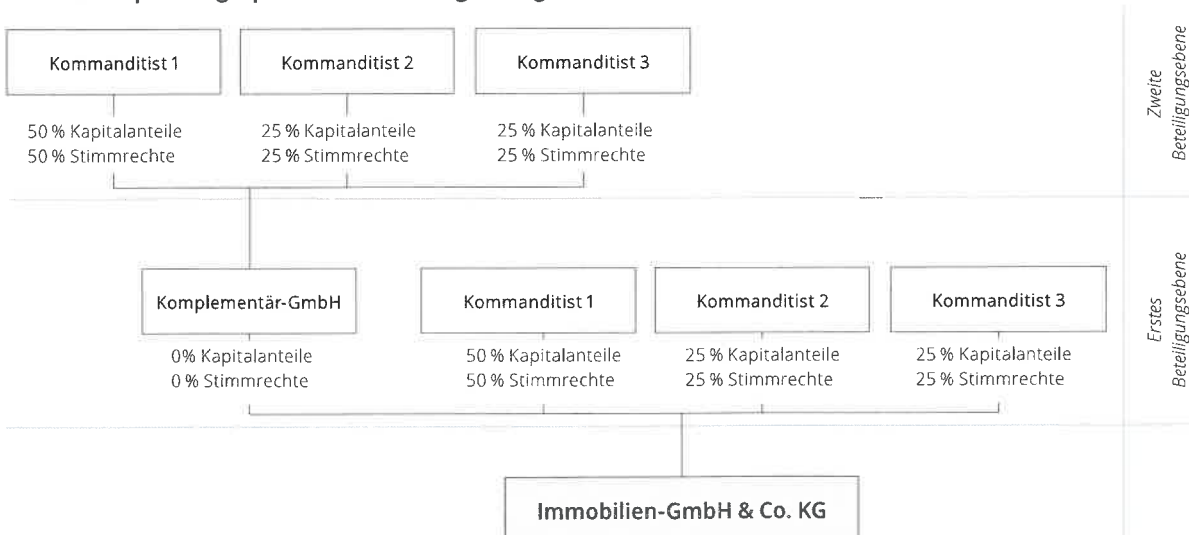 Kommanditist 1
Kommanditist 2
Kommanditist 3
50 % Kapitalanteile
50 % Stimmrechte
25 % Kapitalanteile
25 % Stimmrechte
25 % Kapitalanteile
25 % Stimmrechte
Zweite
Beteiligungsebene
Komplementär-GmbH
Kommanditist 1
Kommanditist 2
Kommanditist 3
0% Kapitalanteile
0 % Stimmrechte
50 % Kapitalanteile
50 % Stimmrechte
25 % Kapitalanteile
25 % Stimmrechte
25 % Kapitalanteile
25 % Stimmrechte
Erstes
Beteiligungsebene
Immobilien-GmbH & Co. KG